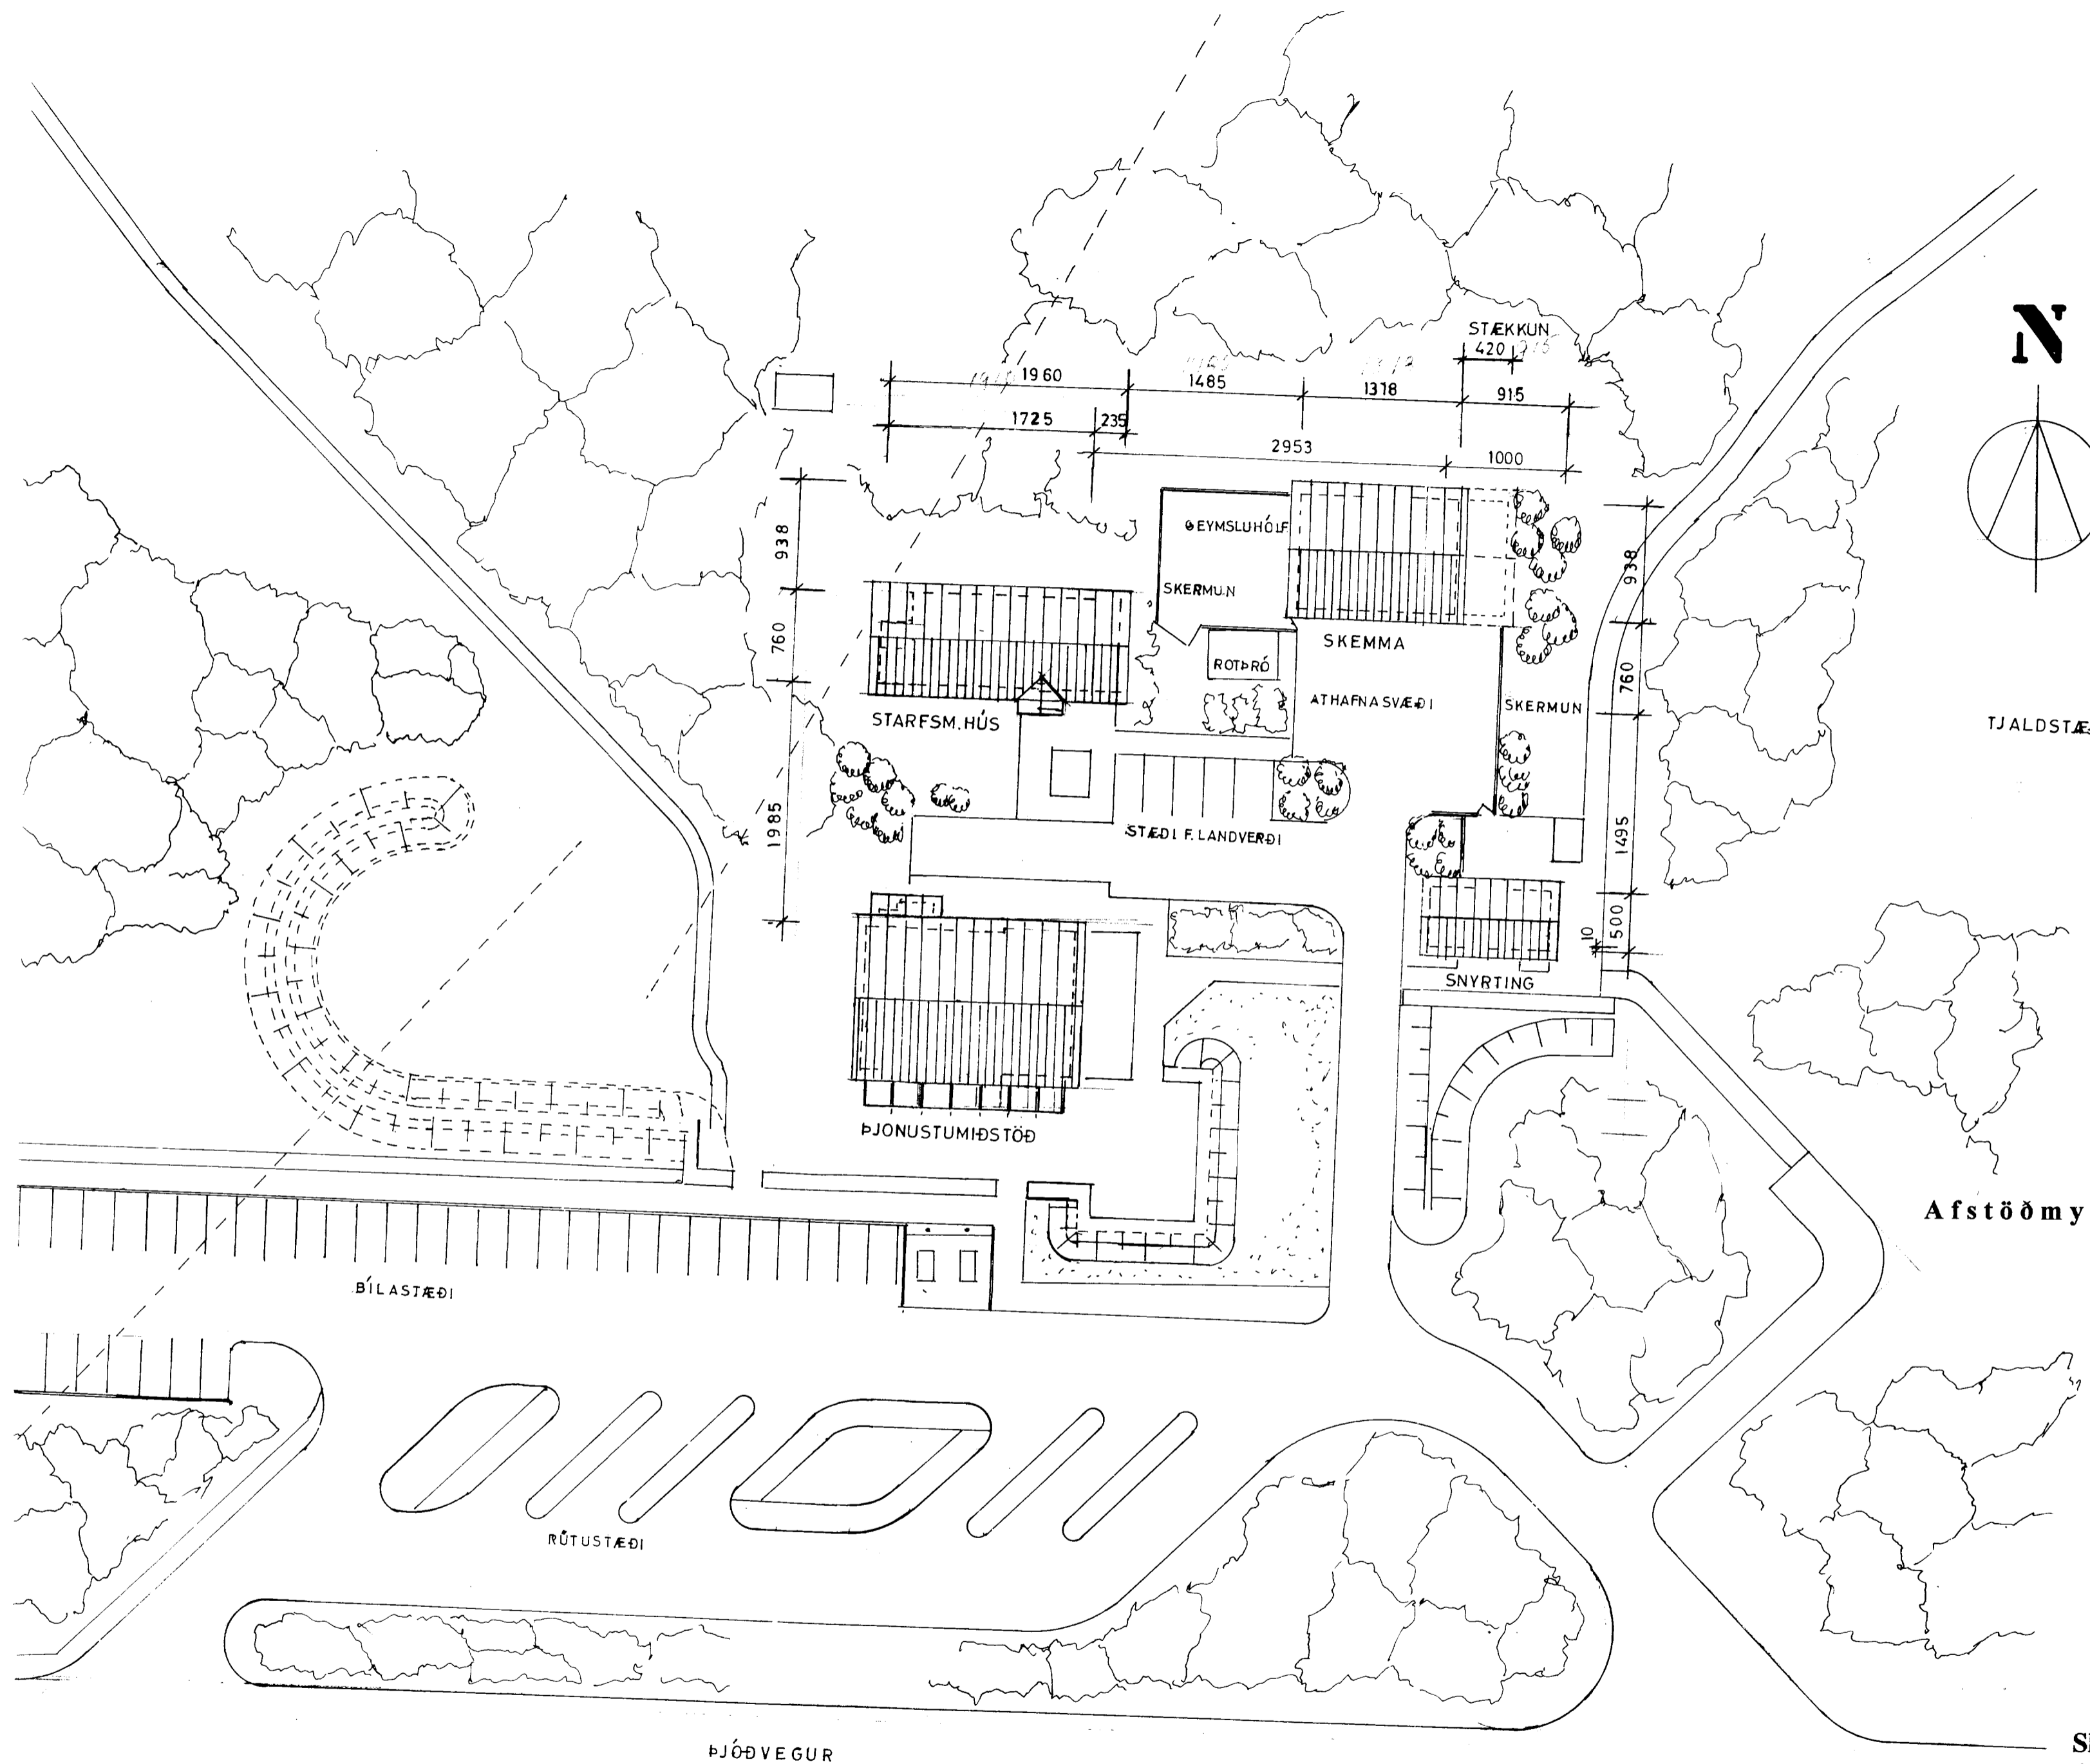 N
STÆKKUN
420
1960
1485
1318
915
1725
235
2953
1000
938
GEYMSLUHÓLF
938
SKERMUN
760
SKEMMA
ROTÞRÓ
760
ATHAFNASVÆÐI
SKERMUN
STARFSM. HÚS
TJALDSTÆ
1985
STÆÐI F. LANDVERÐI
1495
500
10
SNYRTING
ÞJONUSTUMIÐSTÖÐ
Afstöðmy
BÍLASTÆÐI
RÚTUSTÆÐI
ÞJÓÐVEGUR